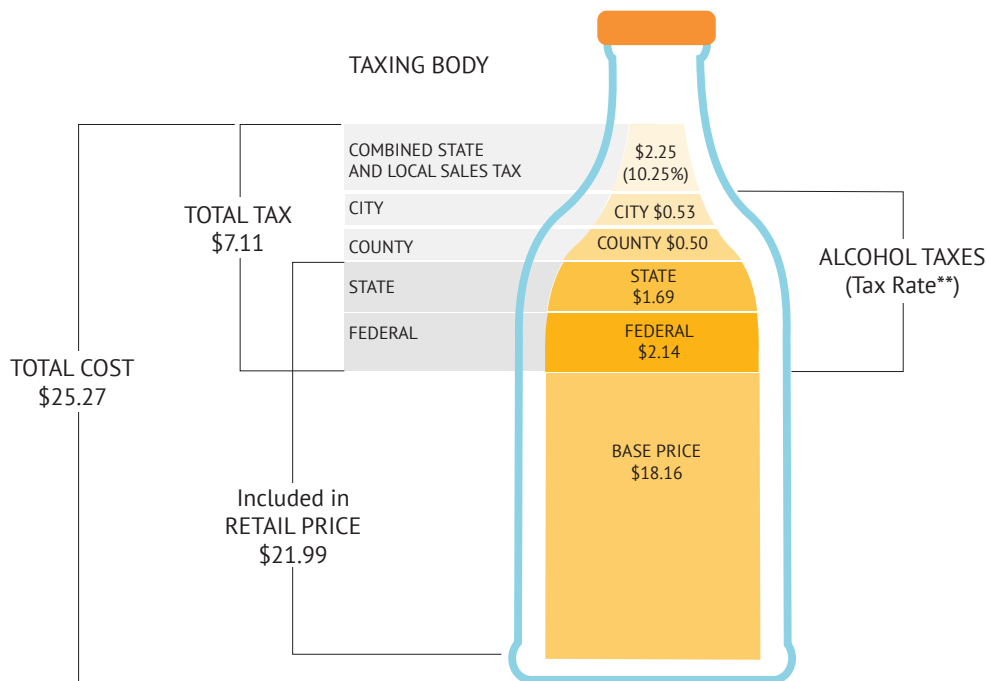 TAXING BODY
COMBINED STATE
AND LOCAL SALES TAX
$2.25
(10.25%)
CITY
CITY $0.53
TOTAL TAX
$7.11
COUNTY
COUNTY $0.50
ALCOHOL TAXES
(Tax Rate**)
STATE
STATE
$1.69
FEDERAL
FEDERAL
$2.14
TOTAL COST
$25.27
BASE PRICE
$18.16
Included in
RETAIL PRICE
$21.99